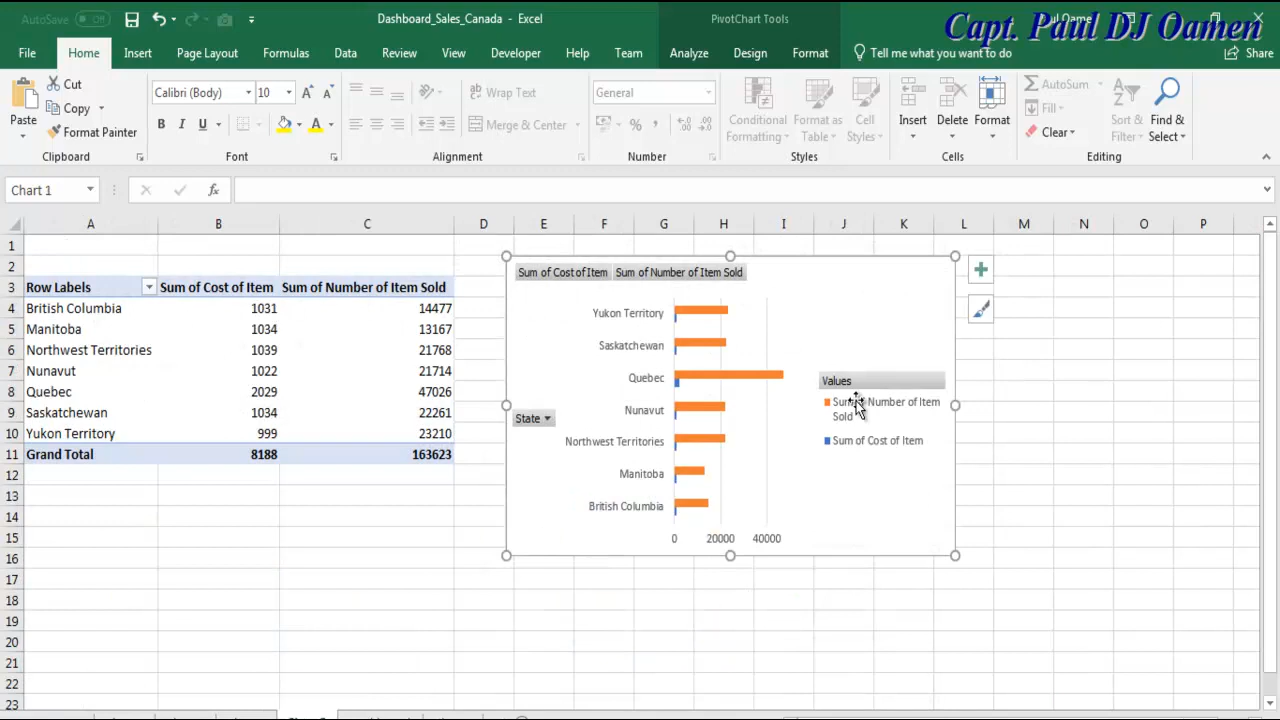 AutoSave Off Dashboard_Sales_Canada - Excel PivotChart Tools
Capt. Paul DJ Oamen
File Home Insert Page Layout Formulas Data Review View Developer Help Team Analyze Design Format Tell me what you want to do Share
Paste Cut Copy Format Painter
Calibri (Body) 10
Wrap Text Merge & Center
General
Conditional Formatting Format as Table Cell Styles
Insert Delete Format
AutoSum Fill Clear Sort & Filter Find & Select
Clipboard Font Alignment Number Styles Cells Editing
Chart 1 fx
A B C D E F G H I J K L M N O P
1
2
3 Row Labels Sum of Cost of Item Sum of Number of Item Sold
4 British Columbia 1031 14477
5 Manitoba 1034 13167
6 Northwest Territories 1039 21768
7 Nunavut 1022 21714
8 Quebec 2029 47026
9 Saskatchewan 1034 22261
10 Yukon Territory 999 23210
11 Grand Total 8188 163623
12
13
14
15
16
17
18
19
20
21
22
23
Sum of Cost of Item Sum of Number of Item Sold
Yukon Territory
Saskatchewan
Quebec
Nunavut
State
Northwest Territories
Manitoba
British Columbia
0 20000 40000
Values
Sum of Number of Item
Sold
Sum of Cost of Item